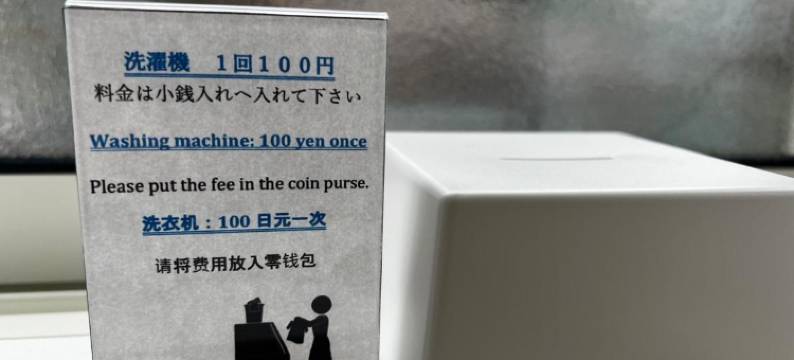 洗濯機　1回100円
料金は小銭入れへ入れて下さい
Washing machine: 100 yen once
Please put the fee in the coin purse.
洗衣机：100 日元一次
请将费用放入零钱包